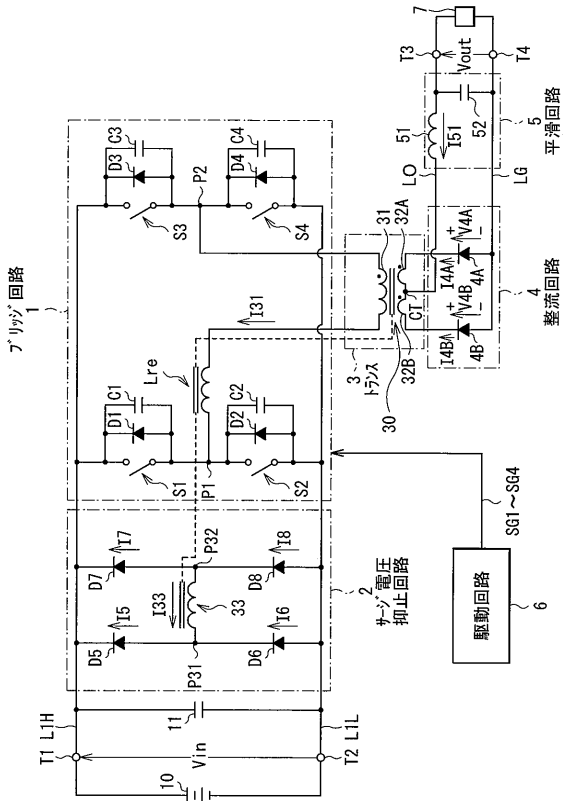 T1
L1H
10
11
Vin
T2
L1L
D5
I5
D7
I7
I33
33
P31
P32
D6
I6
D8
I8
2
サージ電圧
抑止回路
ブリッジ回路
1
S1
D1
C1
S2
D2
C2
P1
Lre
I31
S3
D3
C3
S4
D4
C4
P2
3
トランス
30
31
32A
32B
CT
I4B
V4B
4B
I4A
V4A
4A
+
-
+
-
4
整流回路
LO
LG
51
I51
52
5
平滑回路
T3
Vout
T4
7
SG1～SG4
駆動回路
6